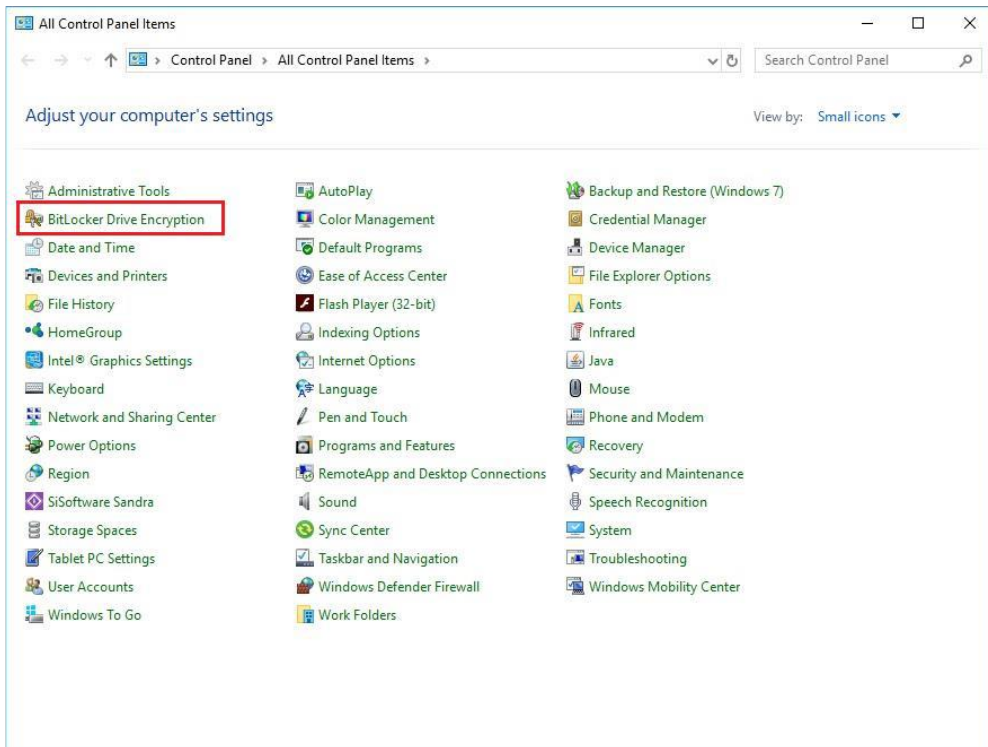 All Control Panel Items
Control Panel > All Control Panel Items >
Search Control Panel
Adjust your computer's settings
View by: Small icons
Administrative Tools
AutoPlay
Backup and Restore (Windows 7)
BitLocker Drive Encryption
Color Management
Credential Manager
Date and Time
Default Programs
Device Manager
Devices and Printers
Ease of Access Center
File Explorer Options
File History
Flash Player (32-bit)
Fonts
HomeGroup
Indexing Options
Infrared
Intel® Graphics Settings
Internet Options
Java
Keyboard
Language
Mouse
Network and Sharing Center
Pen and Touch
Phone and Modem
Power Options
Programs and Features
Recovery
Region
RemoteApp and Desktop Connections
Security and Maintenance
SiSoftware Sandra
Sound
Speech Recognition
Storage Spaces
Sync Center
System
Tablet PC Settings
Taskbar and Navigation
Troubleshooting
User Accounts
Windows Defender Firewall
Windows Mobility Center
Windows To Go
Work Folders